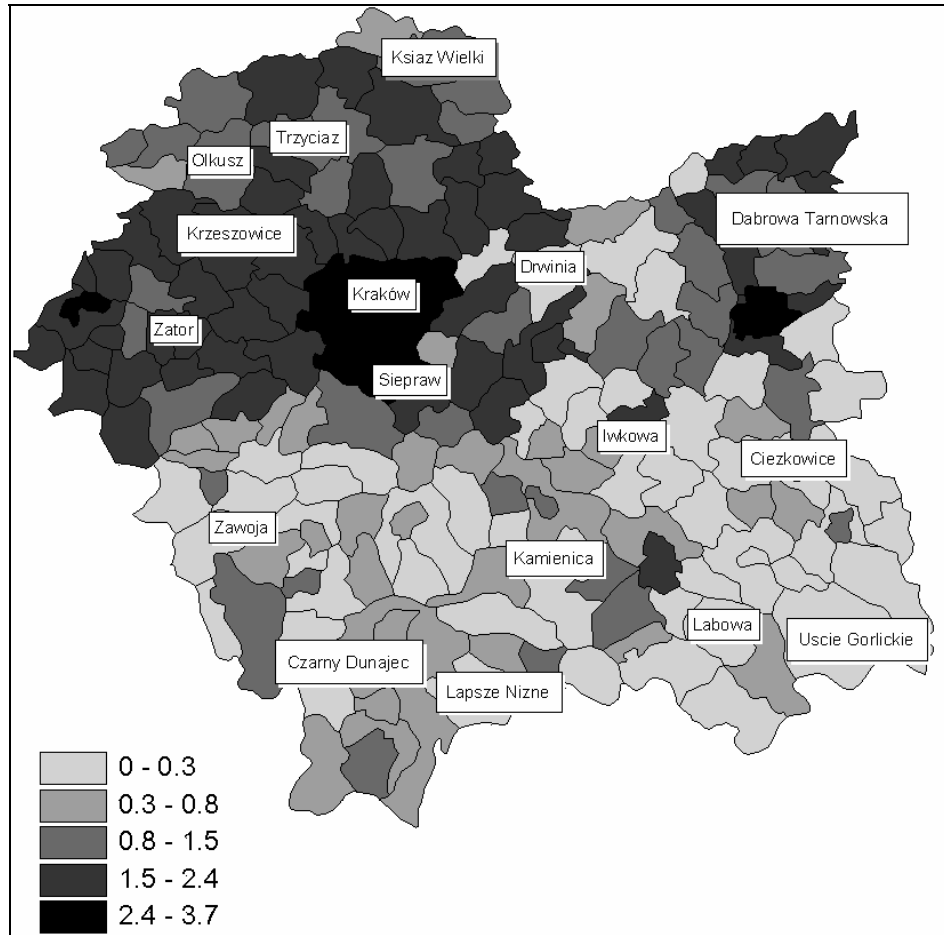 Ksiaz Wielki
Trzyciaz
Olkusz
Krzeszowice
Dabrowa Tarnowska
Drwinia
Kraków
Zator
Siepraw
Iwkowa
Ciezkowice
Zawoja
Kamienica
Labowa
Uscie Gorlickie
Czarny Dunajec
Lapsze Nizne
0 - 0.3
0.3 - 0.8
0.8 - 1.5
1.5 - 2.4
2.4 - 3.7